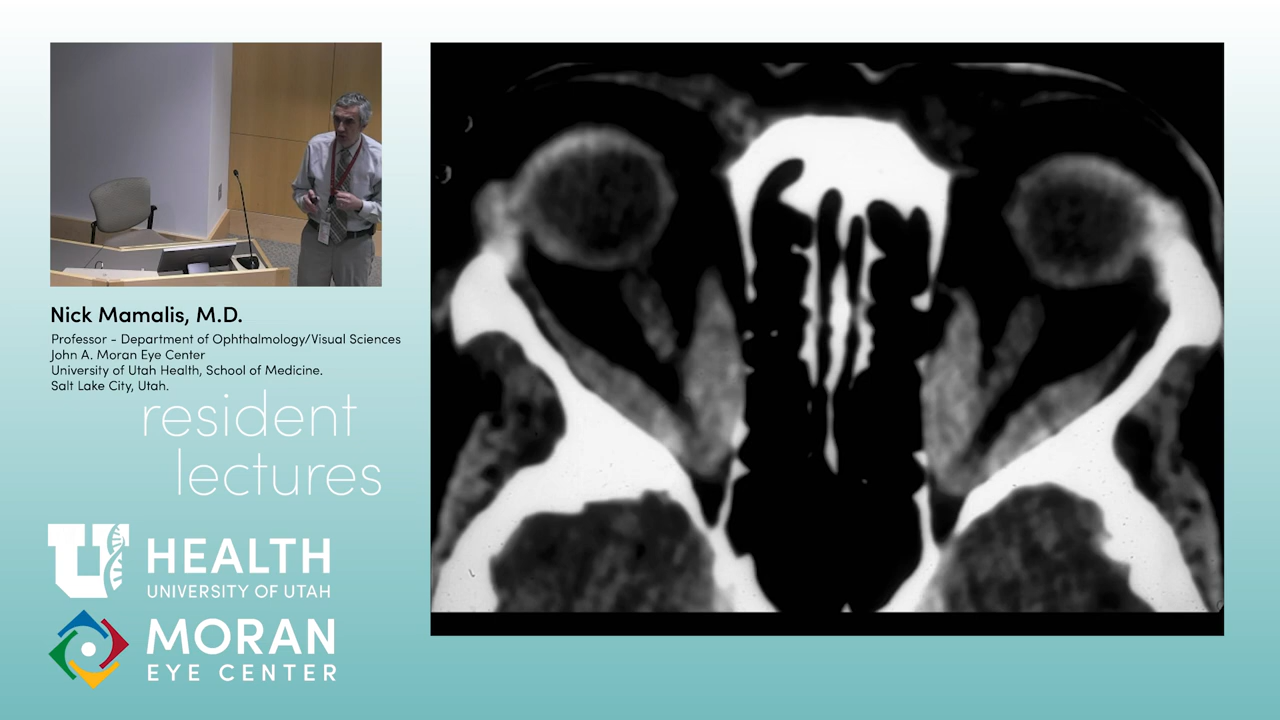 Nick Mamalis, M.D.
Professor - Department of Ophthalmology/Visual Sciences
John A. Moran Eye Center
University of Utah Health, School of Medicine.
Salt Lake City, Utah.
resident
lectures
U HEALTH
UNIVERSITY OF UTAH
MORAN
EYE CENTER